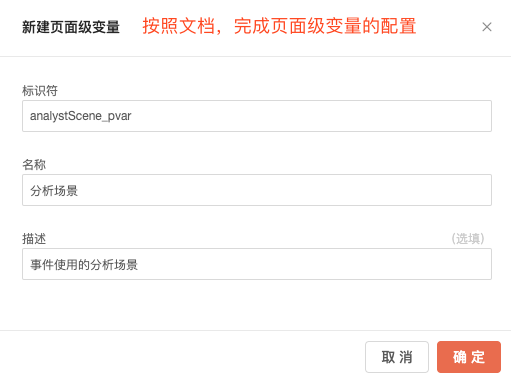 新建页面级变量 按照文档，完成页面级变量的配置
标识符
analystScene_pvar
名称
分析场景
描述 (选填)
事件使用的分析场景
取 消 确 定